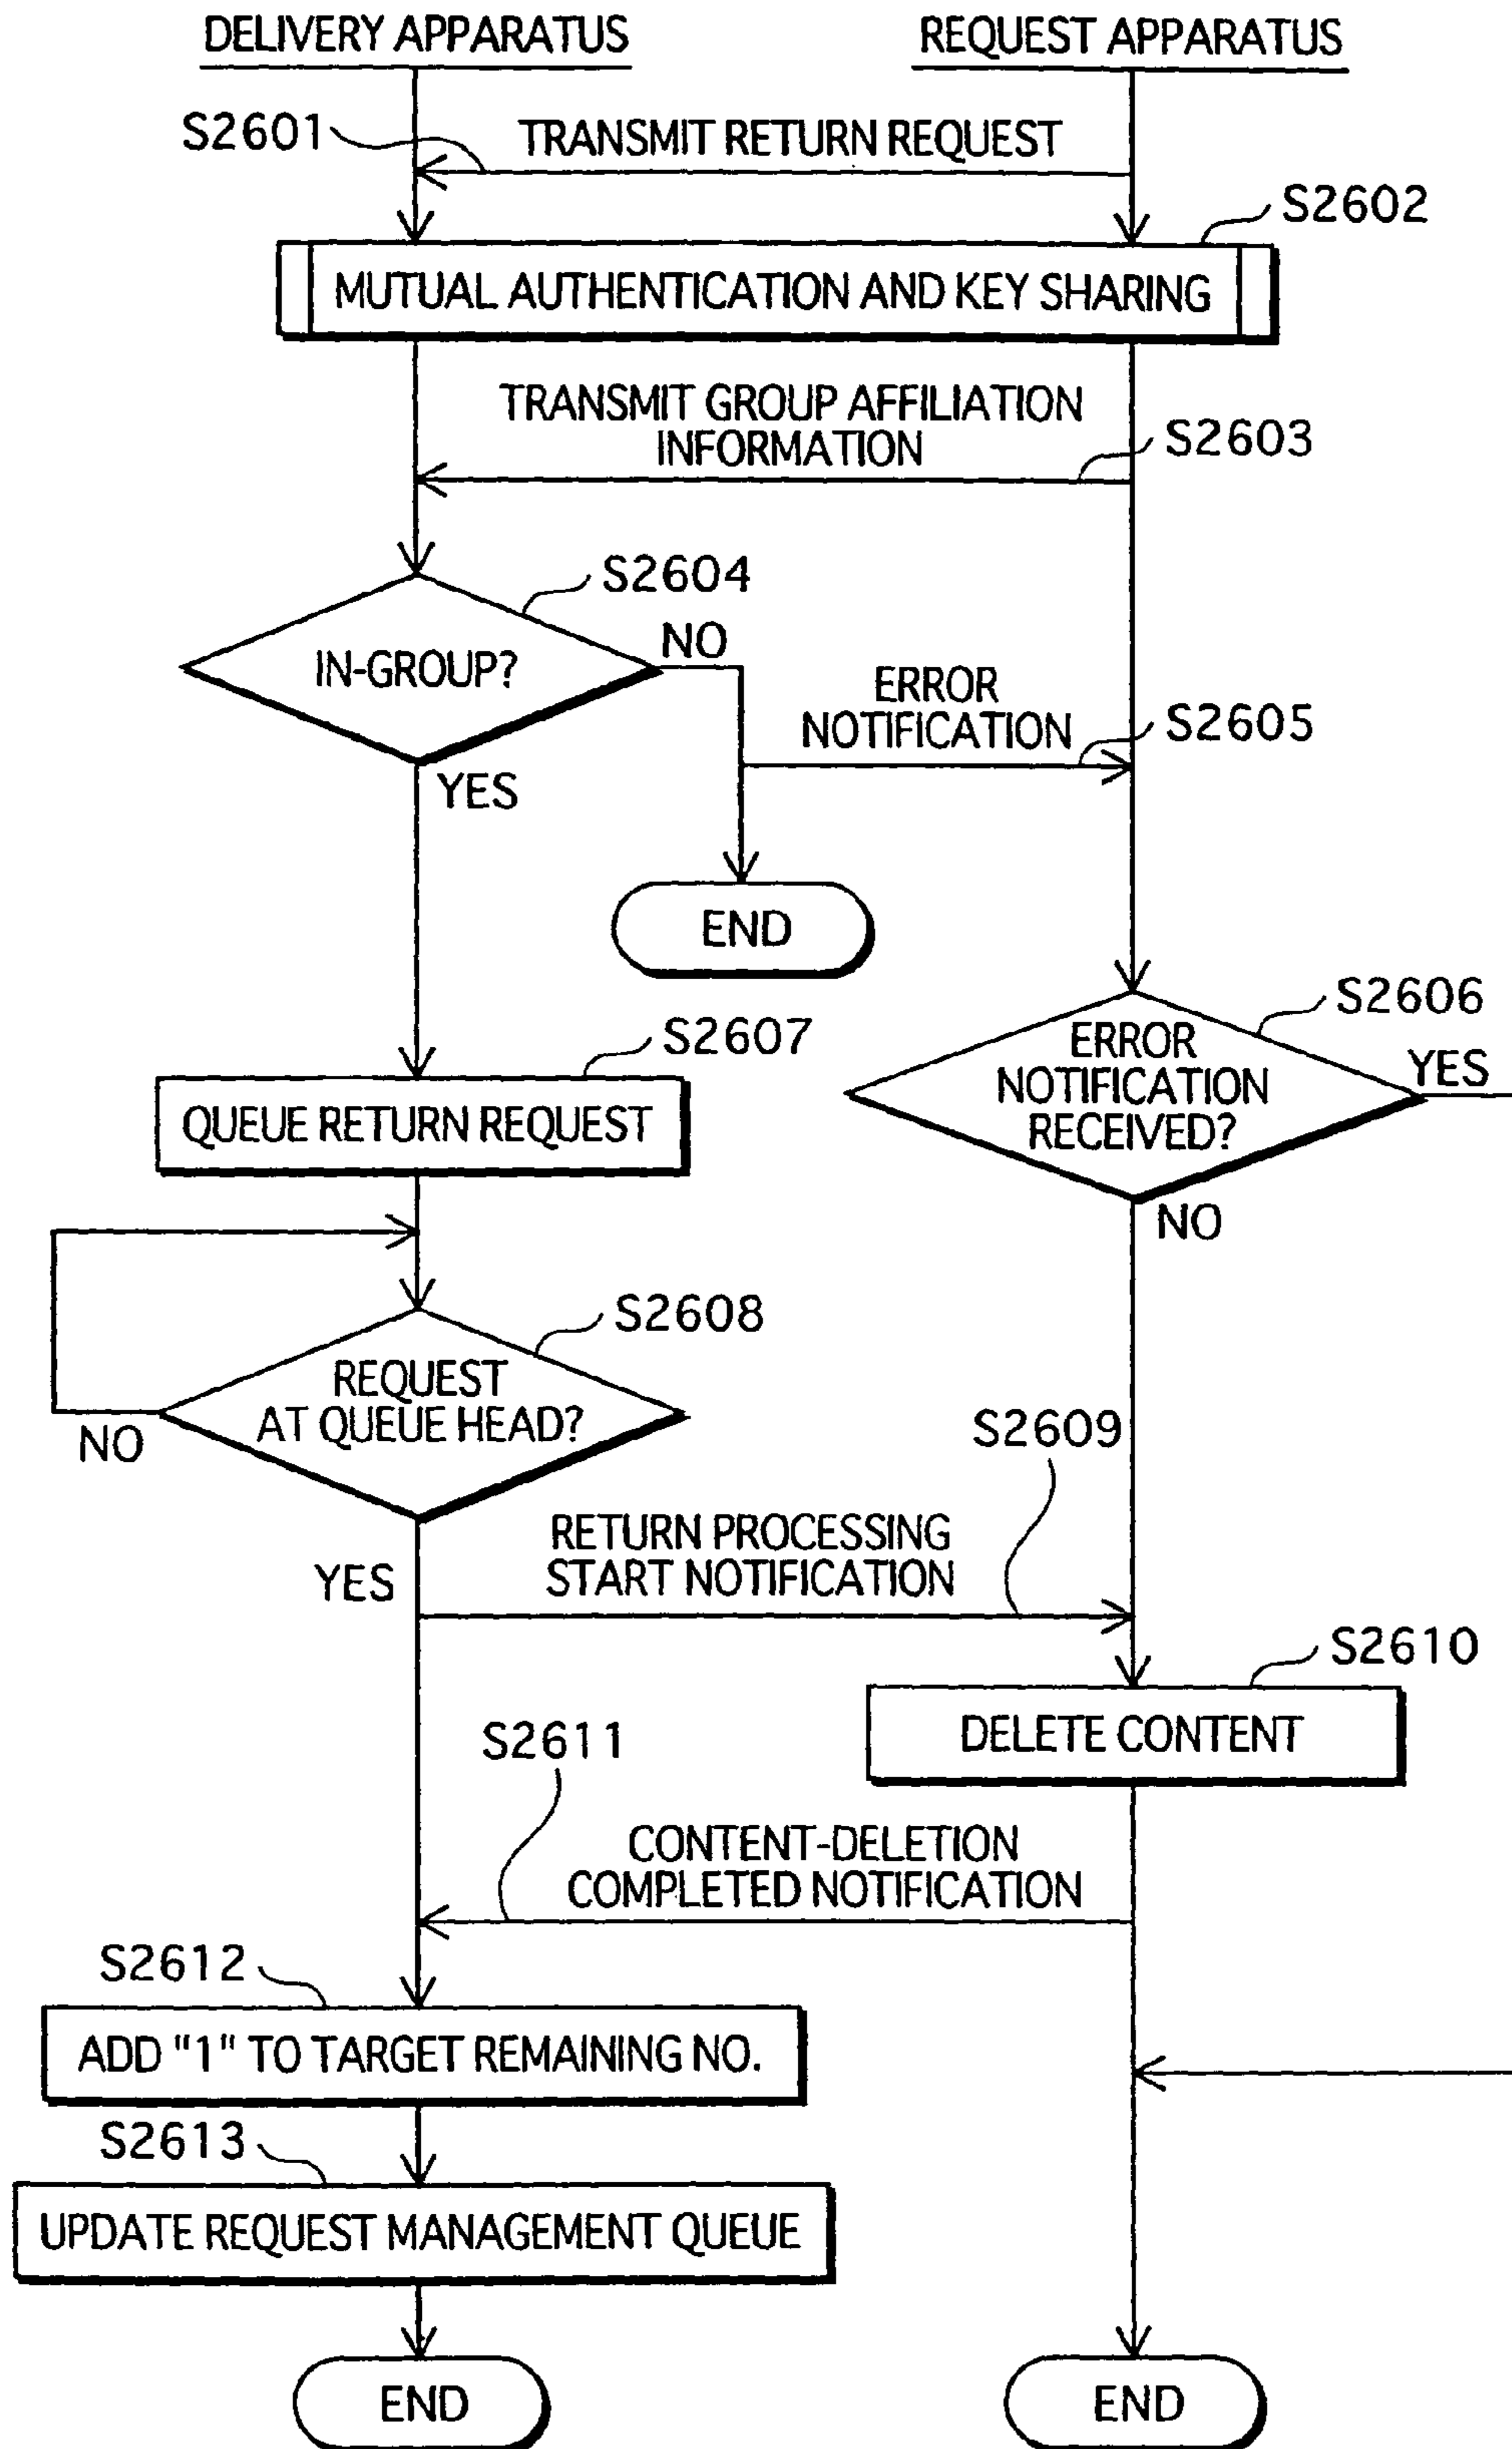 DELIVERY APPARATUS
REQUEST APPARATUS
S2601
TRANSMIT RETURN REQUEST
S2602
MUTUAL AUTHENTICATION AND KEY SHARING
TRANSMIT GROUP AFFILIATION
INFORMATION
S2603
S2604
IN-GROUP?
NO
ERROR
NOTIFICATION
S2605
YES
END
S2606
ERROR
NOTIFICATION
RECEIVED?
YES
NO
S2607
QUEUE RETURN REQUEST
S2608
REQUEST
AT QUEUE HEAD?
NO
S2609
YES
RETURN PROCESSING
START NOTIFICATION
S2610
DELETE CONTENT
S2611
CONTENT-DELETION
COMPLETED NOTIFICATION
S2612
ADD "1" TO TARGET REMAINING NO.
S2613
UPDATE REQUEST MANAGEMENT QUEUE
END
END